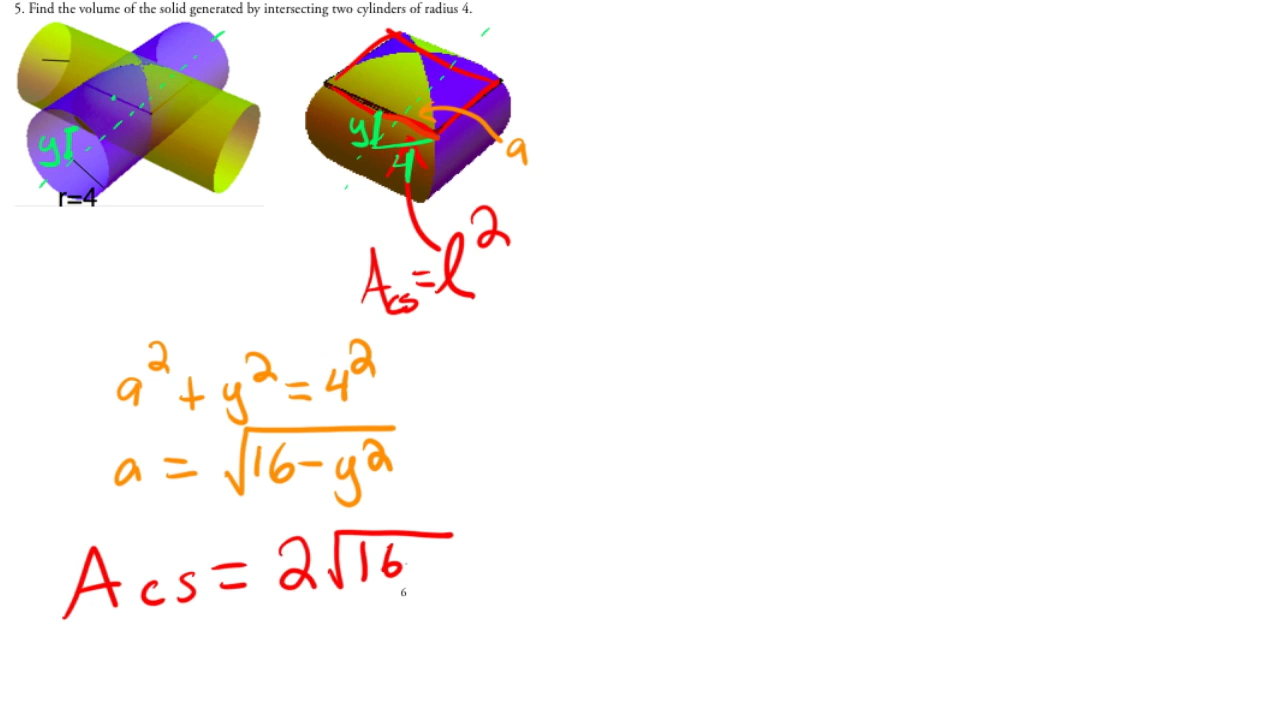 5. Find the volume of the solid generated by intersecting two cylinders of radius 4.
y
r=4
y
4
a
Acs=l²
a²+y²=4²
a=√16-y²
Acs=2√16
6